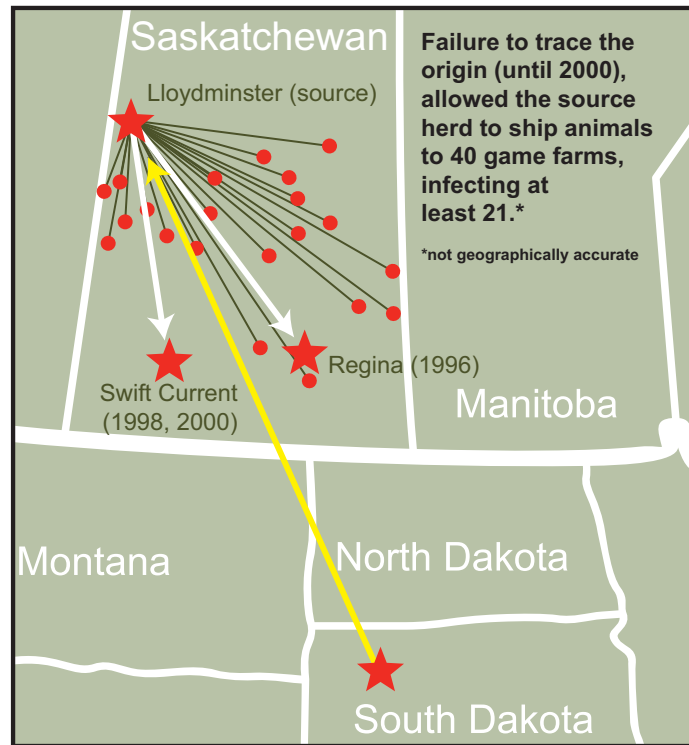 Saskatchewan
Lloydminster (source)
Failure to trace the
origin (until 2000),
allowed the source
herd to ship animals
to 40 game farms,
infecting at
least 21.*
*not geographically accurate
Regina (1996)
Swift Current
(1998, 2000)
Manitoba
Montana
North Dakota
South Dakota